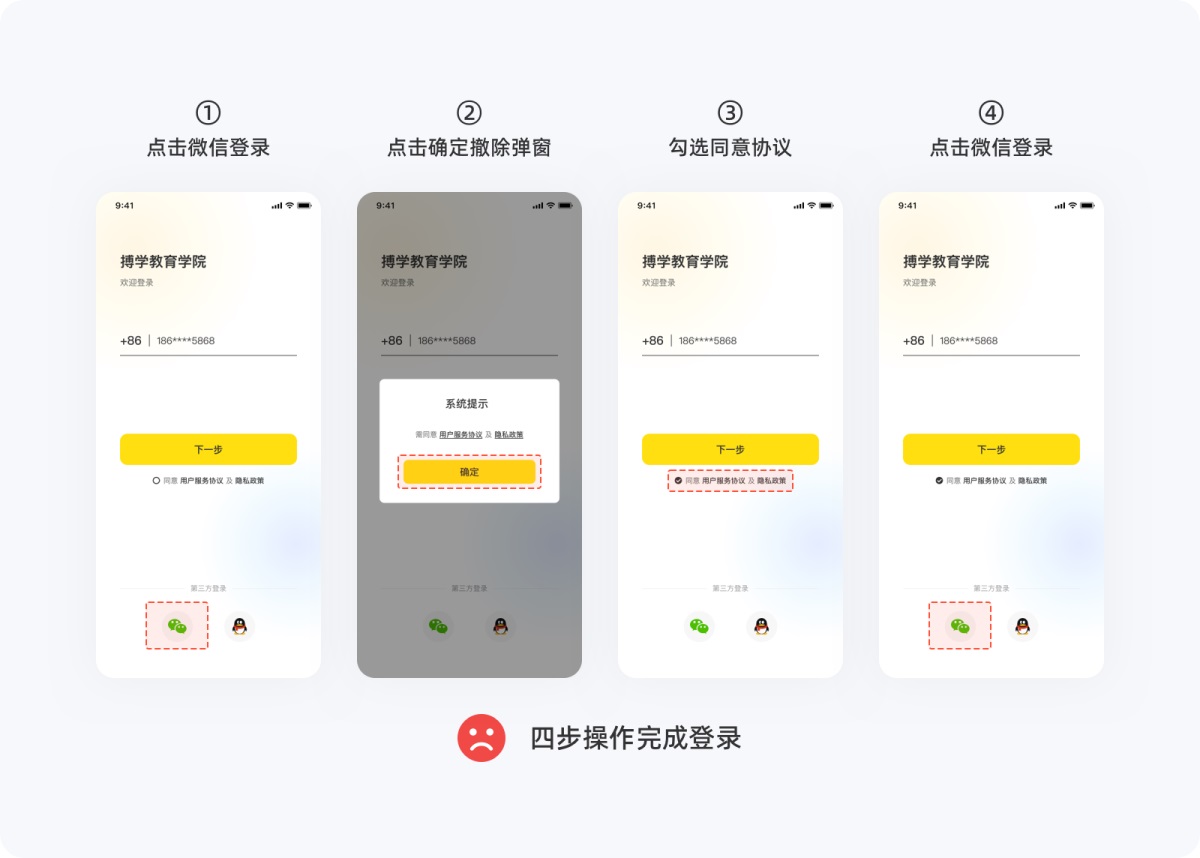 ①
点击微信登录
②
点击确定撤除弹窗
③
勾选同意协议
④
点击微信登录
9:41
搏学教育学院
欢迎登录
+86 186****5868
下一步
同意 用户服务协议 及 隐私政策
第三方登录
9:41
搏学教育学院
欢迎登录
+86 186****5868
系统提示
需同意 用户服务协议 及 隐私政策
确定
第三方登录
9:41
搏学教育学院
欢迎登录
+86 186****5868
下一步
同意 用户服务协议 及 隐私政策
第三方登录
9:41
搏学教育学院
欢迎登录
+86 186****5868
下一步
同意 用户服务协议 及 隐私政策
第三方登录
四步操作完成登录